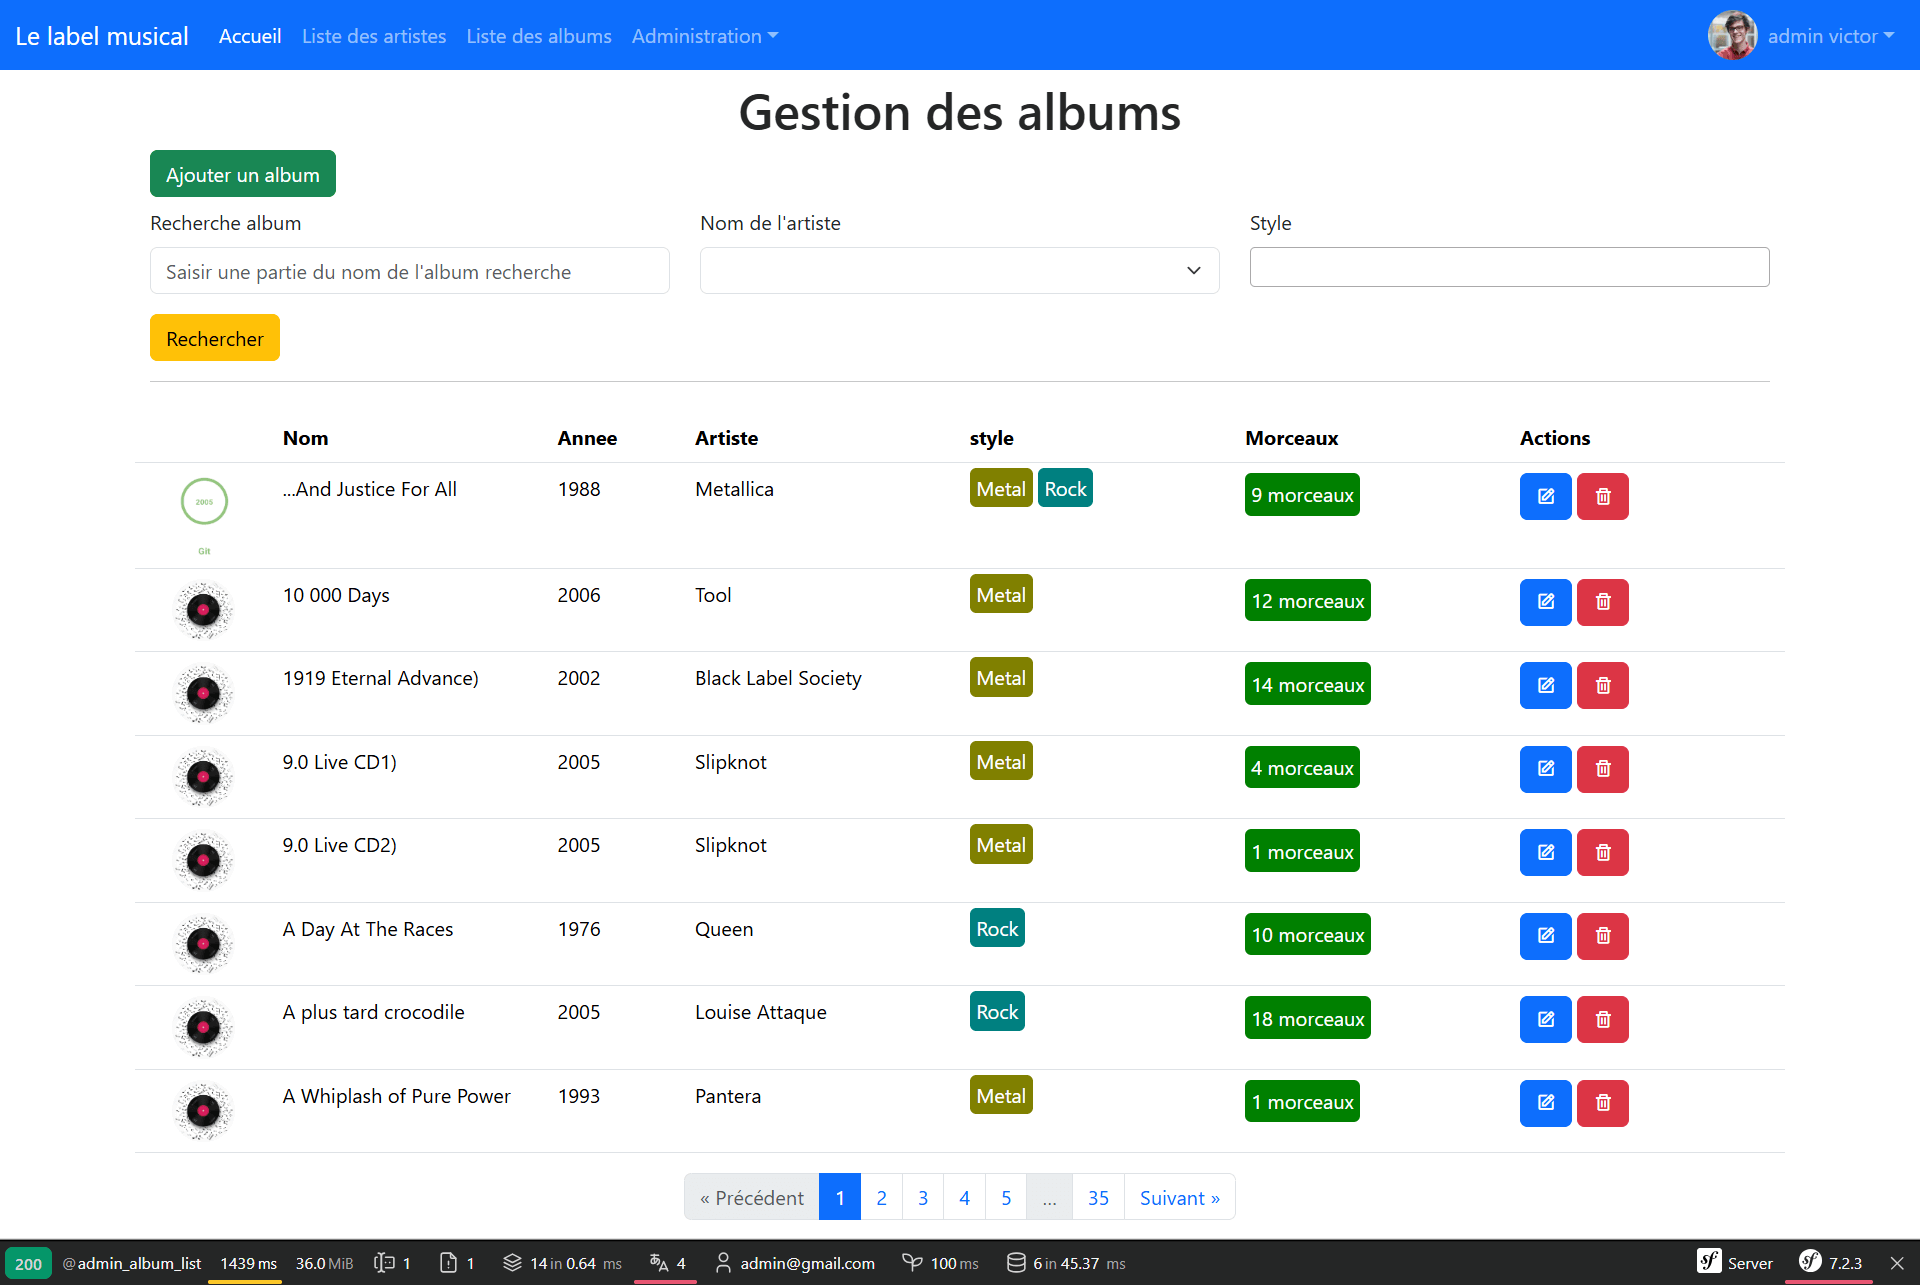 Le label musical Accueil Liste des artistes Liste des albums Administration admin victor
Gestion des albums
Ajouter un album
Recherche album Nom de l'artiste Style
Saisir une partie du nom de l'album recherche
Rechercher
Nom Annee Artiste style Morceaux Actions
2005
Git
...And Justice For All 1988 Metallica Metal Rock 9 morceaux
10 000 Days 2006 Tool Metal 12 morceaux
1919 Eternal Advance) 2002 Black Label Society Metal 14 morceaux
9.0 Live CD1) 2005 Slipknot Metal 4 morceaux
9.0 Live CD2) 2005 Slipknot Metal 1 morceaux
A Day At The Races 1976 Queen Rock 10 morceaux
A plus tard crocodile 2005 Louise Attaque Rock 18 morceaux
A Whiplash of Pure Power 1993 Pantera Metal 1 morceaux
« Précédent 1 2 3 4 5 ... 35 Suivant »
200 @admin_album_list 1439 ms 36.0 MiB 1 1 14 in 0.64 ms 4 admin@gmail.com 100 ms 6 in 45.37 ms sf Server sf 7.2.3